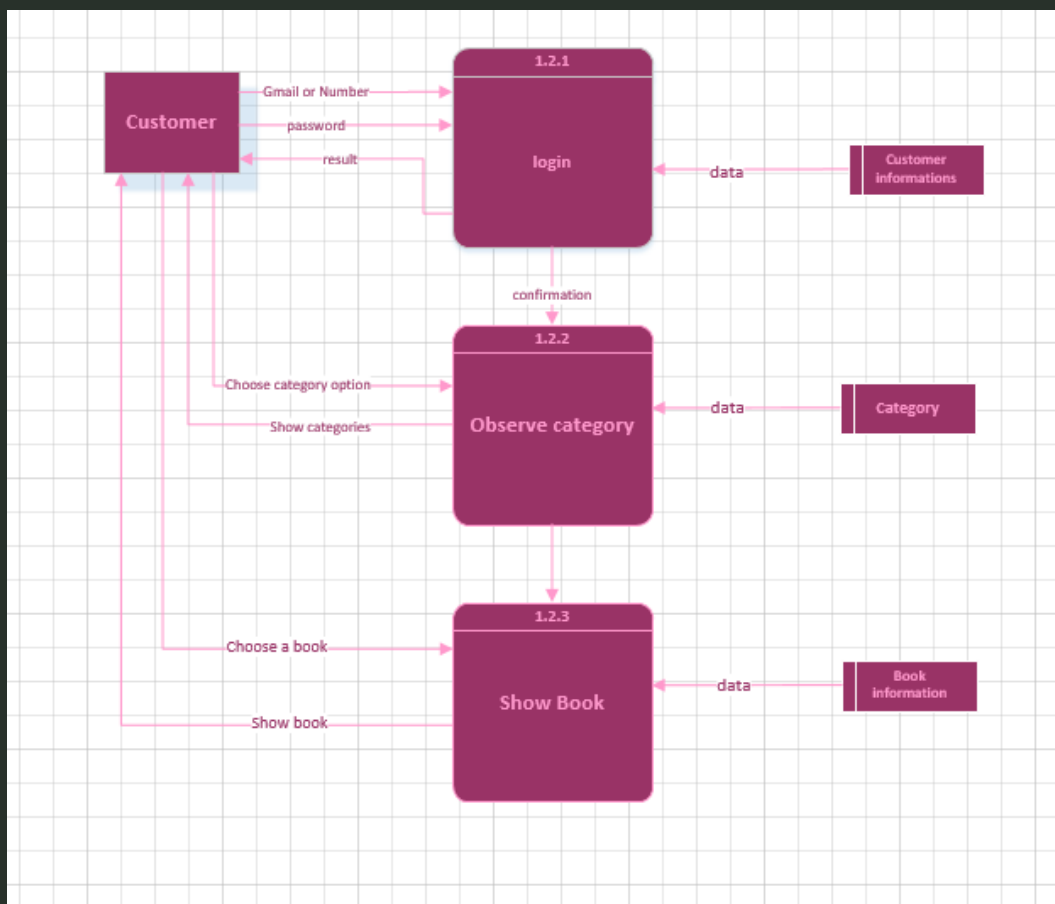 1.2.1
Customer
Gmail or Number
password
result
login
data
Customer
informations
confirmation
1.2.2
Choose category option
Show categories
Observe category
data
Category
1.2.3
Choose a book
Show book
Show Book
data
Book
information